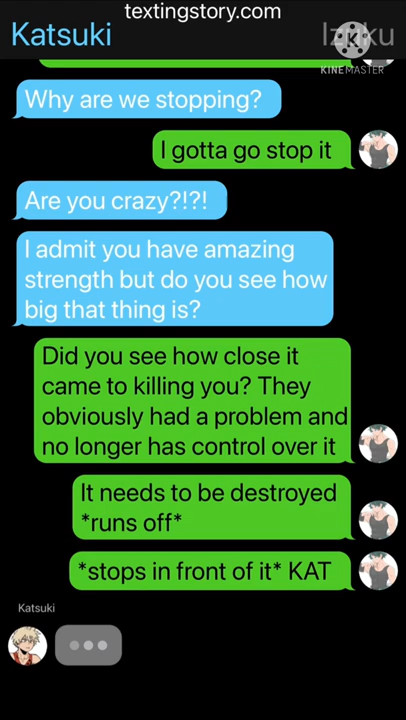 textingstory.com
Katsuki
Izuku
K
KINEMASTER
Why are we stopping?
I gotta go stop it
Are you crazy?!?!
I admit you have amazing
strength but do you see how
big that thing is?
Did you see how close it
came to killing you? They
obviously had a problem and
no longer has control over it
It needs to be destroyed
*runs off*
*stops in front of it* KAT
Katsuki